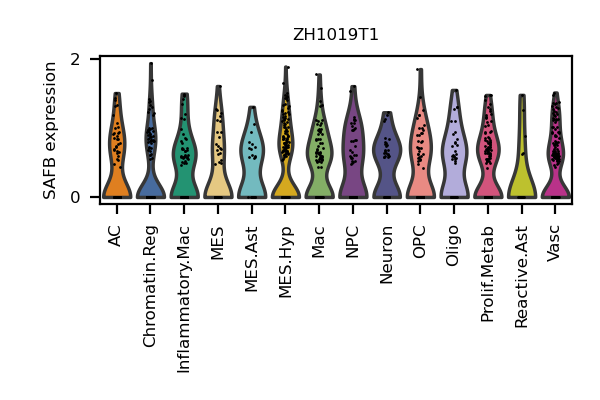 ZH1019T1
SAFB expression
2
0
AC
Chromatin.Reg
Inflammatory.Mac
MES
MES.Ast
MES.Hyp
Mac
NPC
Neuron
OPC
Oligo
Prolif.Metab
Reactive.Ast
Vasc